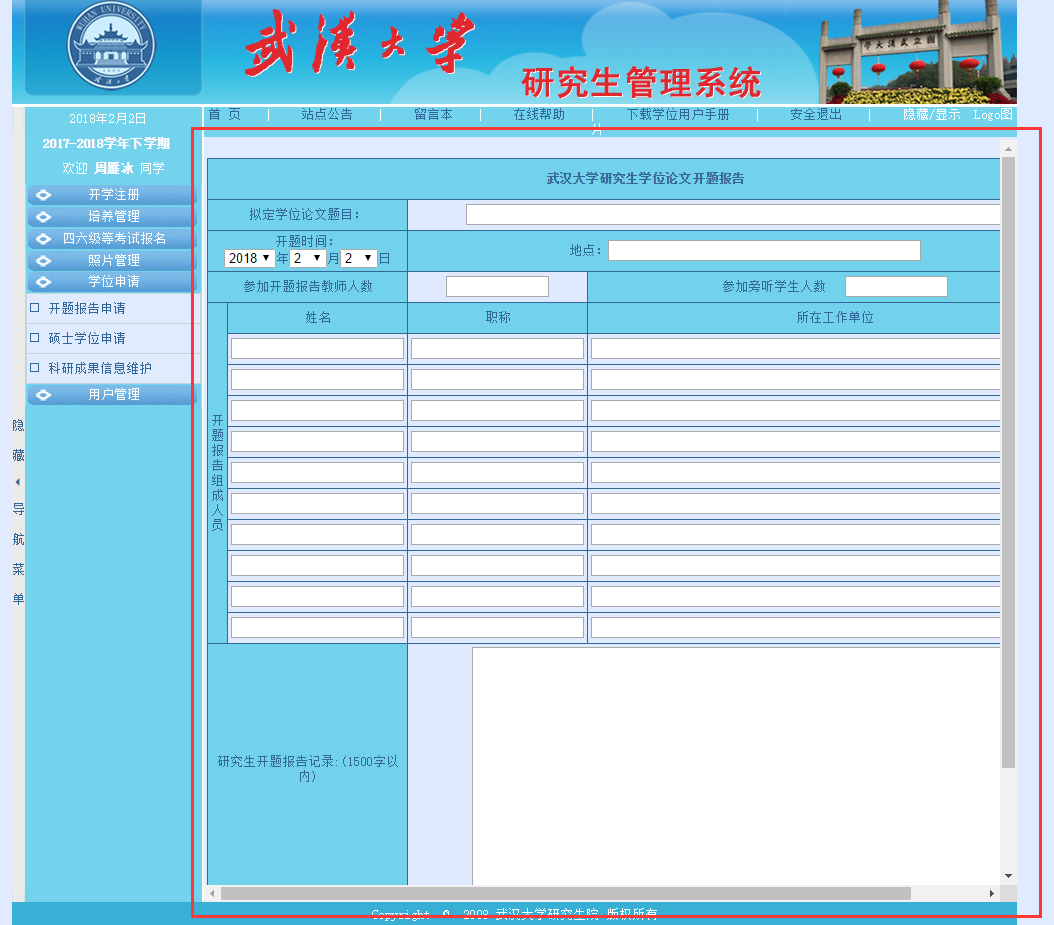 WUHAN UNIVERSITY
武漢大学
研究生管理系统
首 页 | 站点公告 | 留言本 | 在线帮助 | 下载学位用户手册 | 安全退出 | 隐藏/显示 Logo图片
2018年2月2日
2017-2018学年下学期
欢迎 周雁冰 同学
开学注册
培养管理
四六级等考试报名
照片管理
学位申请
开题报告申请
硕士学位申请
科研成果信息维护
用户管理
隐藏导航菜单
武汉大学研究生学位论文开题报告
拟定学位论文题目：
开题时间：
2018 年 2 月 2 日
地点：
参加开题报告教师人数
参加旁听学生人数
姓名 职称 所在工作单位
开题报告组成人员
研究生开题报告记录:(1500字以
内)
Copyright 2008 武汉大学研究生院 版权所有